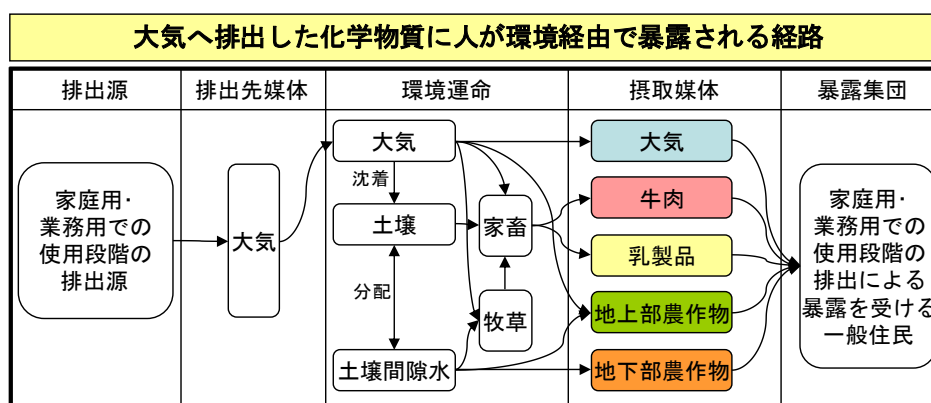 大気へ排出した化学物質に人が環境経由で暴露される経路
排出源
排出先媒体
環境運命
摂取媒体
暴露集団
家庭用・
業務用での
使用段階の
排出源
大気
大気
沈着
土壌
分配
土壌間隙水
家畜
牧草
大気
牛肉
乳製品
地上部農作物
地下部農作物
家庭用・
業務用での
使用段階の
排出による
暴露を受ける
一般住民